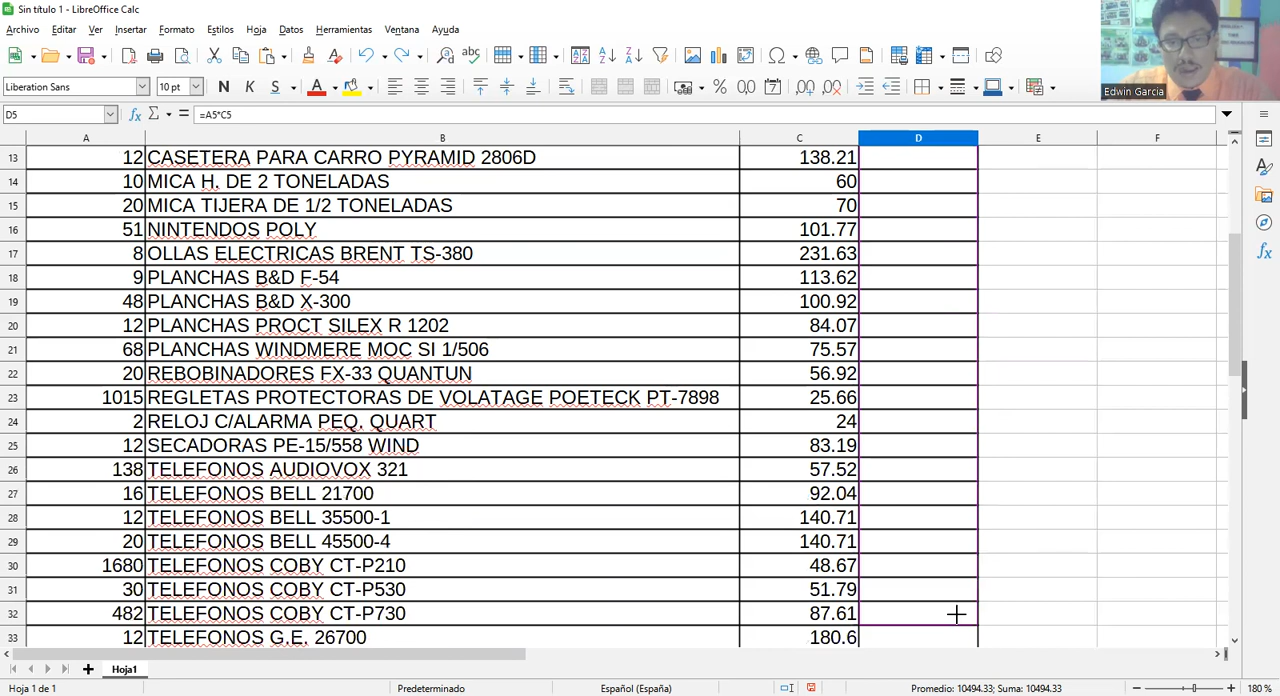 Sin título 1 - LibreOffice Calc
Archivo Editar Ver Insertar Formato Estilos Hoja Datos Herramientas Ventana Ayuda
Liberation Sans 10 pt N K S
Edwin Garcia
D5 =A5*C5
A B C D E F
13 12 CASETERA PARA CARRO PYRAMID 2806D 138.21
14 10 MICA H. DE 2 TONELADAS 60
15 20 MICA TIJERA DE 1/2 TONELADAS 70
16 51 NINTENDOS POLY 101.77
17 8 OLLAS ELECTRICAS BRENT TS-380 231.63
18 9 PLANCHAS B&D F-54 113.62
19 48 PLANCHAS B&D X-300 100.92
20 12 PLANCHAS PROCT SILEX R 1202 84.07
21 68 PLANCHAS WINDMERE MOC SI 1/506 75.57
22 20 REBOBINADORES FX-33 QUANTUN 56.92
23 1015 REGLETAS PROTECTORAS DE VOLATAGE POETECK PT-7898 25.66
24 2 RELOJ C/ALARMA PEQ. QUART 24
25 12 SECADORAS PE-15/558 WIND 83.19
26 138 TELEFONOS AUDIOVOX 321 57.52
27 16 TELEFONOS BELL 21700 92.04
28 12 TELEFONOS BELL 35500-1 140.71
29 20 TELEFONOS BELL 45500-4 140.71
30 1680 TELEFONOS COBY CT-P210 48.67
31 30 TELEFONOS COBY CT-P530 51.79
32 482 TELEFONOS COBY CT-P730 87.61
33 12 TELEFONOS G.E. 26700 180.6
Hoja1
Hoja 1 de 1 Predeterminado Español (España) Promedio: 10494.33; Suma: 10494.33 180 %